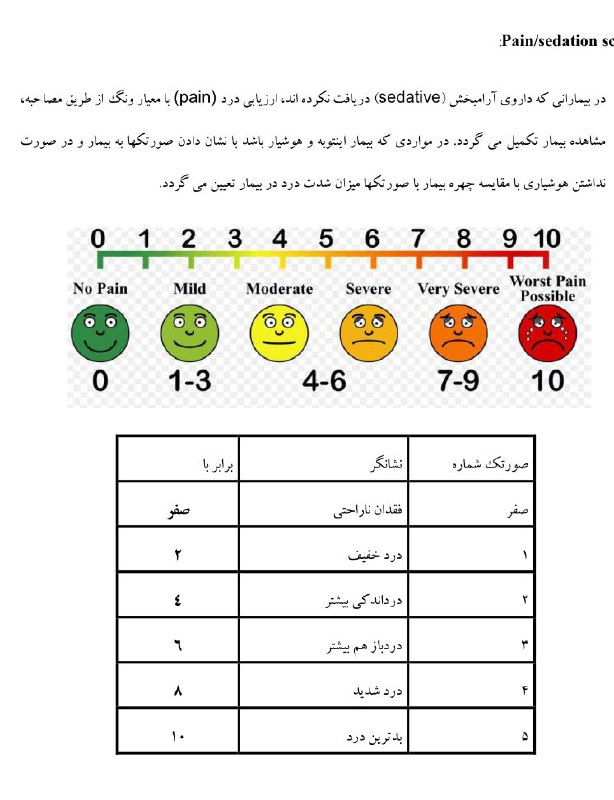 Pain/sedation sc:
در بیمارانی که داروی آرامبخش (sedative) دریافت نکرده اند، ارزیابی درد (pain) با معیار ونگ از طریق مصاحبه،
مشاهده بیمار تکمیل می گردد. در مواردی که بیمار اینتوبه و هوشیار باشد با نشان دادن صورتکها به بیمار و در صورت
نداشتن هوشیاری با مقایسه چهره بیمار با صورتکها میزان شدت درد در بیمار تعیین می گردد.
0 1 2 3 4 5 6 7 8 9 10
No Pain Mild Moderate Severe Very Severe Worst Pain
Possible
0 1-3 4-6 7-9 10
صورتک شماره نشانگر برابر با
صفر فقدان ناراحتی صفو
۱ درد خفیف ۲
۲ درداندکی بیشتر ٤
۳ دردباز هم بیشتر ٦
۴ درد شدید ۸
۵ بدترین درد ۱۰